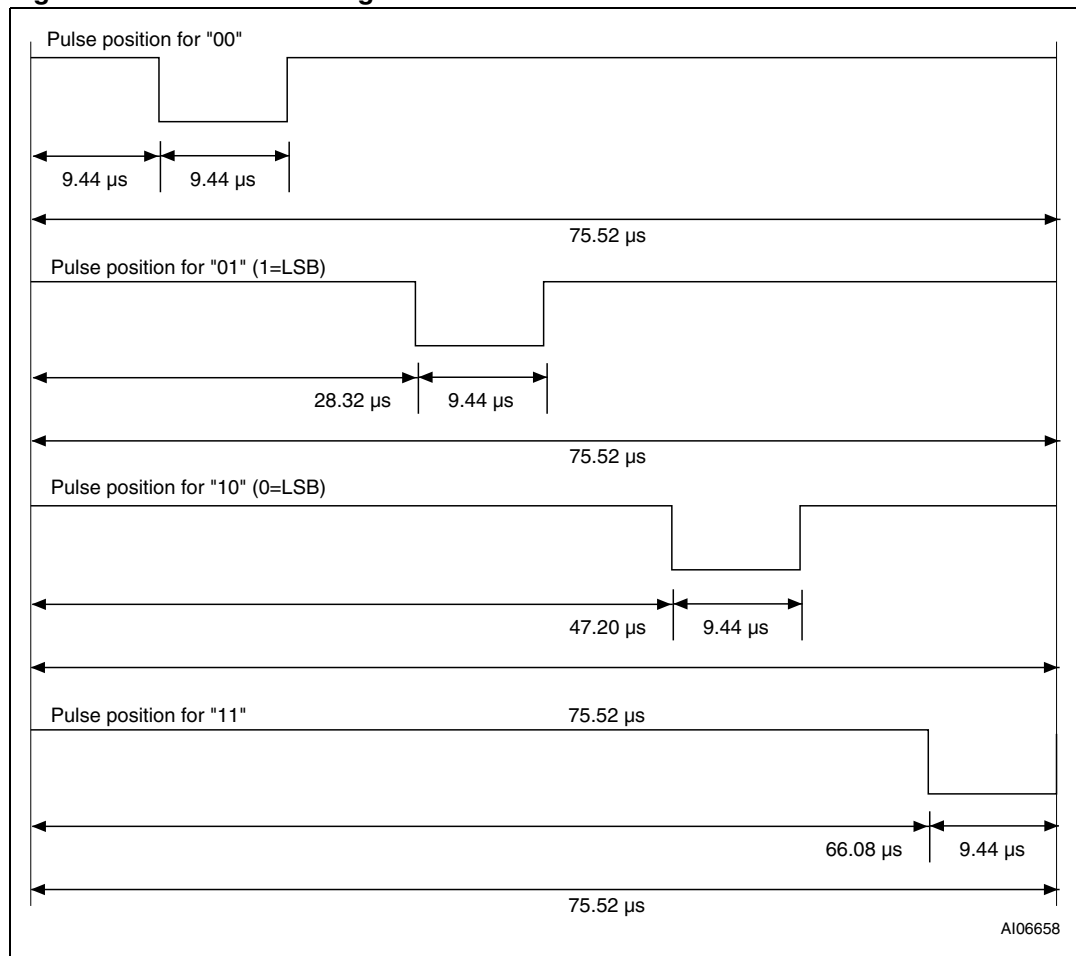 Pulse position for "00"
9.44 µs 9.44 µs
75.52 µs
Pulse position for "01" (1=LSB)
28.32 µs 9.44 µs
75.52 µs
Pulse position for "10" (0=LSB)
47.20 µs 9.44 µs
Pulse position for "11" 75.52 µs
66.08 µs 9.44 µs
75.52 µs
AI06658